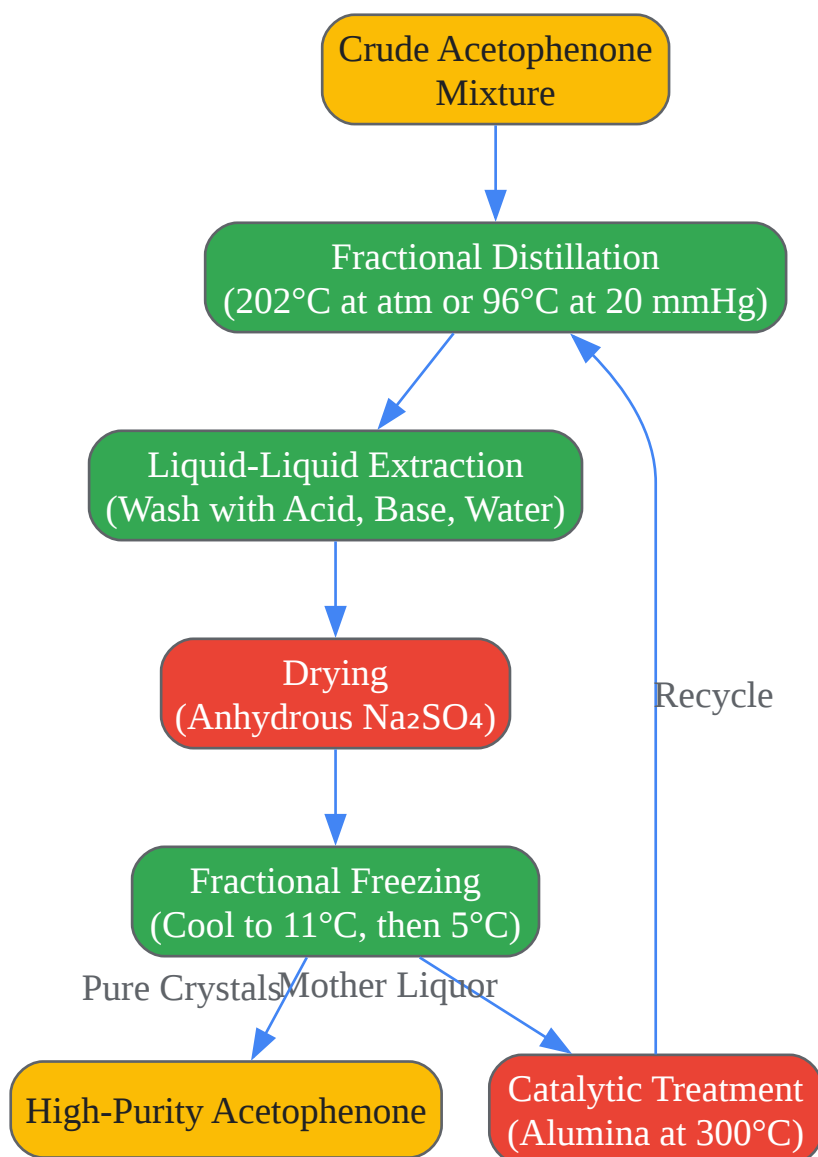 Crude Acetophenone
Mixture
Fractional Distillation
(202°C at atm or 96°C at 20 mmHg)
Liquid-Liquid Extraction
(Wash with Acid, Base, Water)
Drying
(Anhydrous Na₂SO₄)
Recycle
Fractional Freezing
(Cool to 11°C, then 5°C)
Pure Crystals
Mother Liquor
High-Purity Acetophenone
Catalytic Treatment
(Alumina at 300°C)